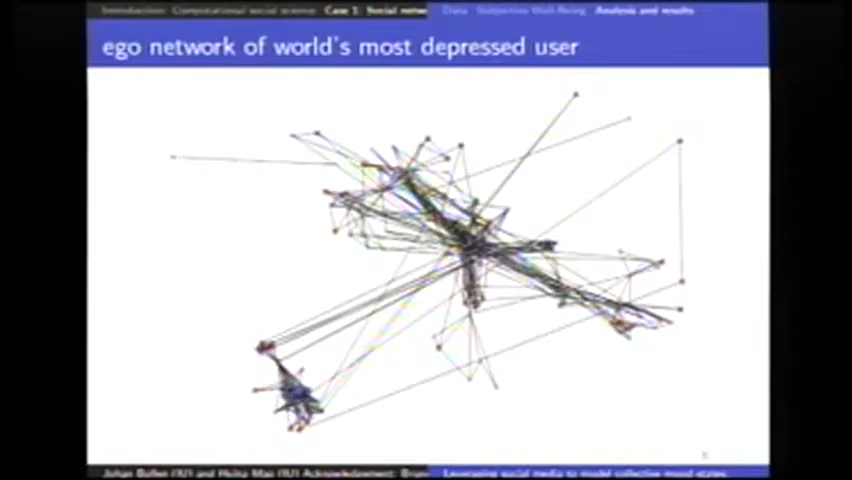 Introduction: Computational social science Case 1: Social netw Data Subjective Well-Being Analysis and results
ego network of world's most depressed user
Johan Bollen (IU) and Huina Mao (IU) Acknowledgement: Leveraging social media to model collective mood states.